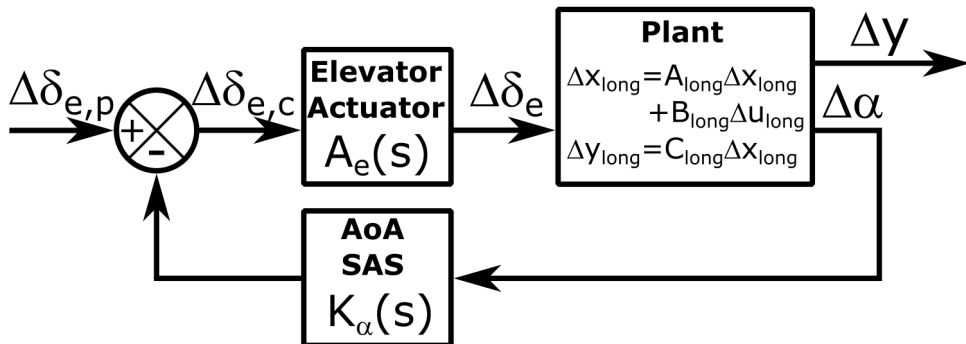 Δδe,p
+
-
Δδe,c
Elevator
Actuator
Ae(s)
Δδe
Plant
Δxlong=AlongΔxlong
+BlongΔulong
Δylong=ClongΔxlong
Δy
Δα
AoA
SAS
Kα(s)